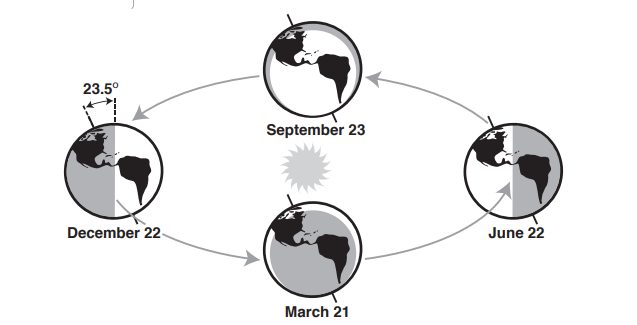 23.5°
September 23
December 22
June 22
March 21